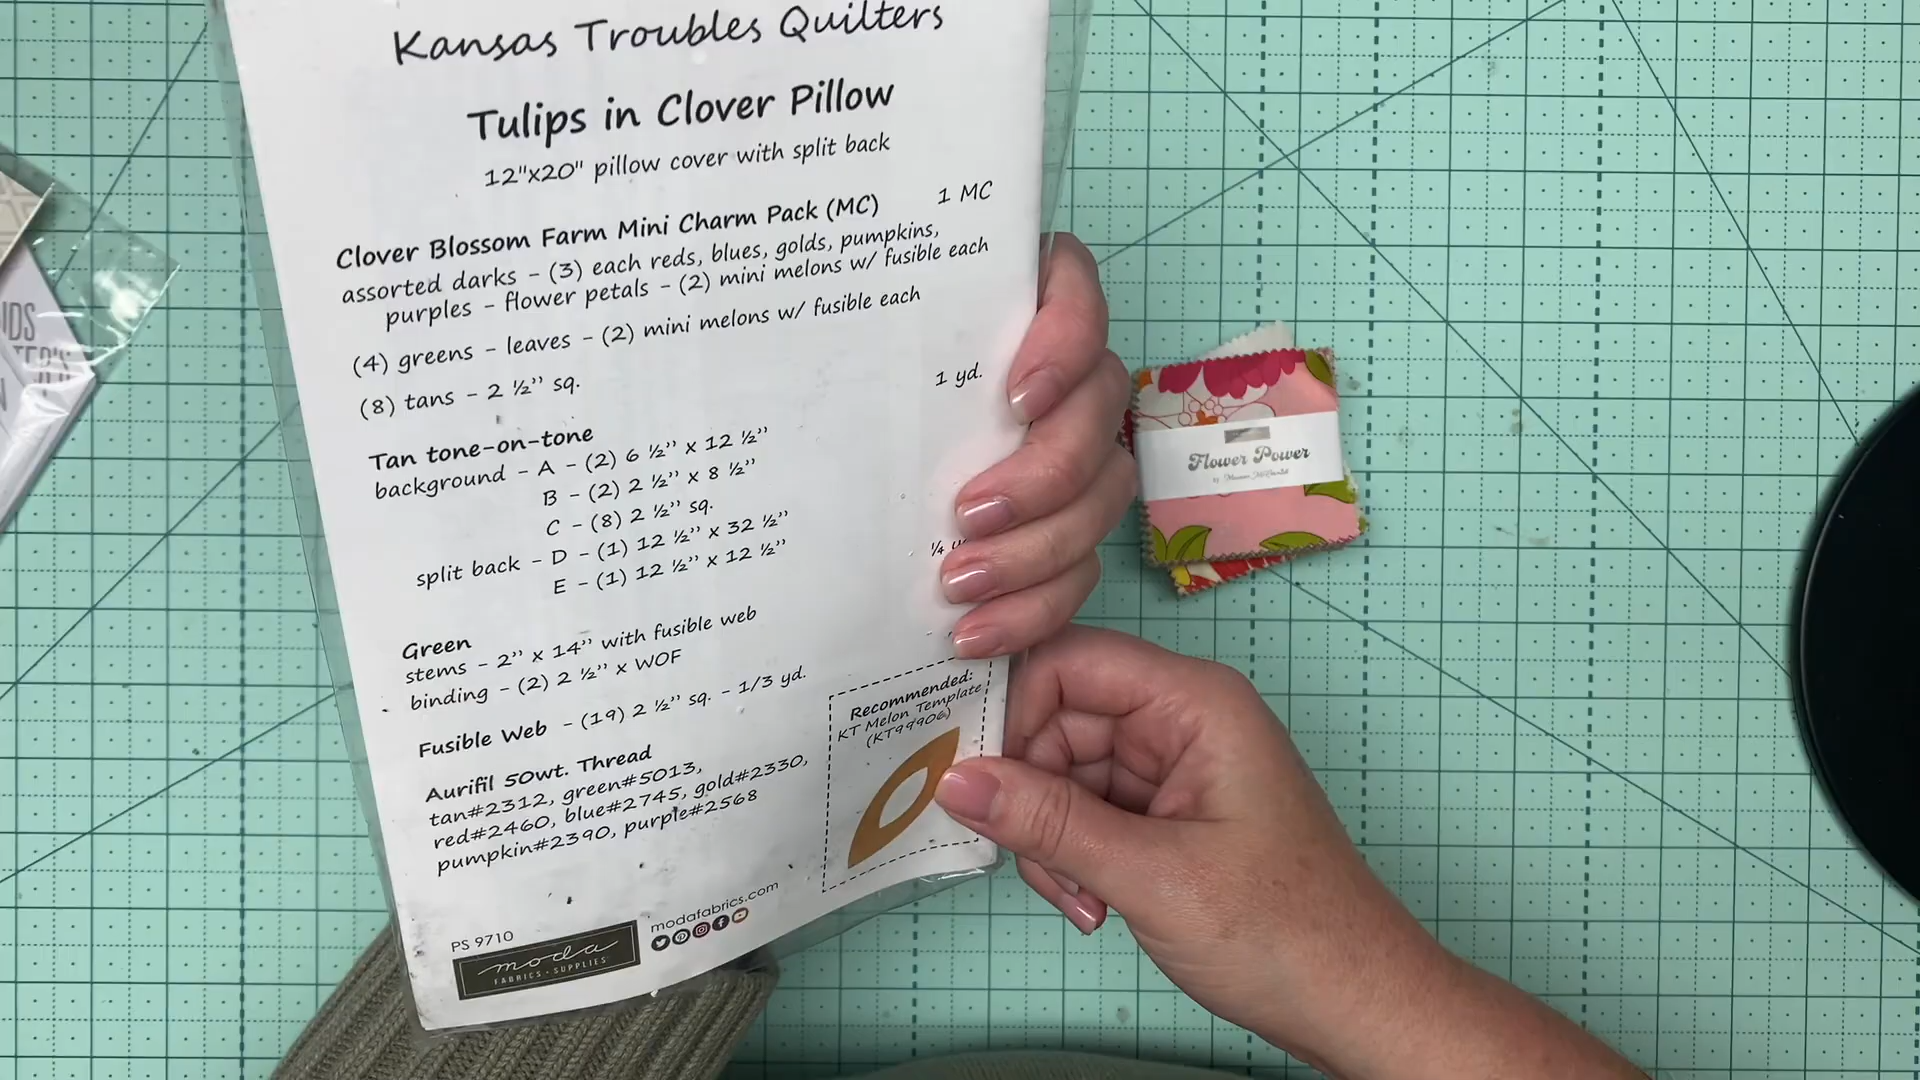 Kansas Troubles Quilters
Tulips in Clover Pillow
12"x20" pillow cover with split back
Clover Blossom Farm Mini Charm Pack (MC) 1 MC
assorted darks - (3) each reds, blues, golds, pumpkins,
purples - flower petals - (2) mini melons w/ fusible each
(4) greens - leaves - (2) mini melons w/ fusible each
(8) tans - 2 ½" sq.
Tan tone-on-tone 1 yd.
background - A - (2) 6 ½" x 12 ½"
B - (2) 2 ½" x 8 ½"
C - (8) 2 ½" sq.
split back - D - (1) 12 ½" x 32 ½"
E - (1) 12 ½" x 12 ½"
Green ¼
stems - 2" x 14" with fusible web
binding - (2) 2 ½" x WOF
Fusible Web - (19) 2 ½" sq. - 1/3 yd.
Aurifil 50wt. Thread
tan#2312, green#5013,
red#2460, blue#2745, gold#2330,
pumpkin#2390, purple#2568
Recommended:
KT Melon Template
(KT99906)
PS 9710
moda
FABRICS + SUPPLIES
modafabrics.com
Flower Power
by